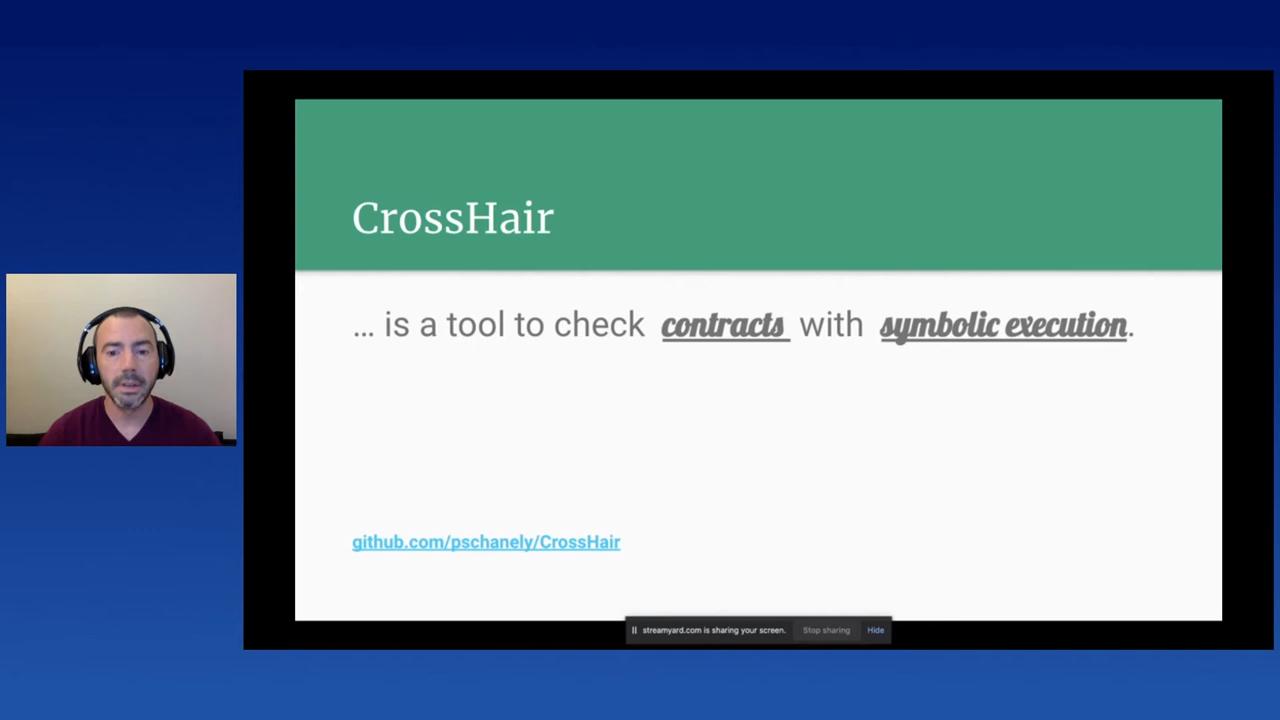 CrossHair
... is a tool to check contracts with symbolic execution.
github.com/pschanely/CrossHair
streamyard.com is sharing your screen. Stop sharing Hide